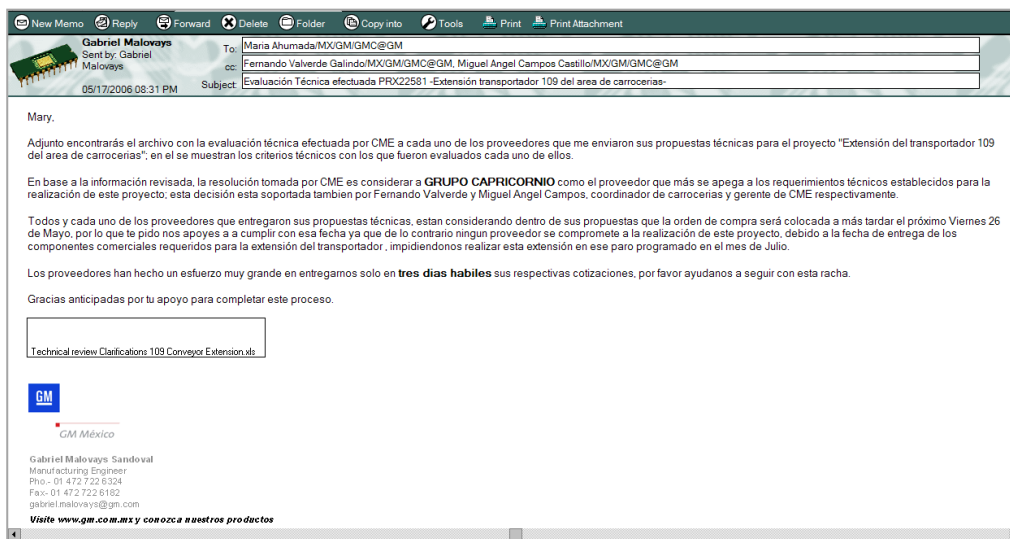 New Memo Reply Forward Delete Folder Copy into Tools Print Print Attachment
Gabriel Malovays
Sent by: Gabriel
Malovays
05/17/2006 08:31 PM
To: Maria Ahumada/MX/GM/GMC@GM
cc: Fernando Valverde Galindo/MX/GM/GMC@GM, Miguel Angel Campos Castillo/MX/GM/GMC@GM
Subject: Evaluación Técnica efectuada PRX22581 -Extensión transportador 109 del area de carrocerias-
Mary,
Adjunto encontrarás el archivo con la evaluación técnica efectuada por CME a cada uno de los proveedores que me enviaron sus propuestas técnicas para el proyecto "Extensión del transportador 109
del area de carrocerias"; en el se muestran los criterios técnicos con los que fueron evaluados cada uno de ellos.
En base a la información revisada, la resolución tomada por CME es considerar a GRUPO CAPRICORNIO como el proveedor que más se apega a los requerimientos técnicos establecidos para la
realización de este proyecto; esta decisión esta soportada tambien por Fernando Valverde y Miguel Angel Campos, coordinador de carrocerias y gerente de CME respectivamente.
Todos y cada uno de los proveedores que entregaron sus propuestas técnicas, estan considerando dentro de sus propuestas que la orden de compra será colocada a más tardar el próximo Viernes 26
de Mayo, por lo que te pido nos apoyes a a cumplir con esa fecha ya que de lo contrario ningun proveedor se compromete a la realización de este proyecto, debido a la fecha de entrega de los
componentes comerciales requeridos para la extensión del transportador , impidiendonos realizar esta extensión en ese paro programado en el mes de Julio.
Los proveedores han hecho un esfuerzo muy grande en entregarnos solo en tres dias habiles sus respectivas cotizaciones, por favor ayudanos a seguir con esta racha.
Gracias anticipadas por tu apoyo para completar este proceso.
Technical review Clarifications 109 Conveyor Extension.xls
GM
GM México
Gabriel Malovays Sandoval
Manufacturing Engineer
Pho.- 01 472 722 6324
Fax- 01 472 722 6182
gabriel.malovays@gm.com
Visite www.gm.com.mx y conozca nuestros productos